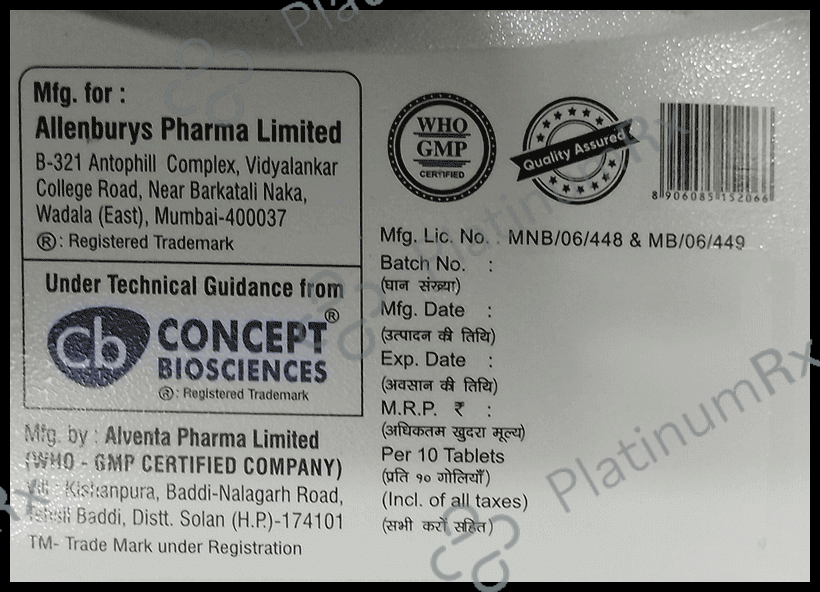 Mfg. for :
Allenburys Pharma Limited
B-321 Antophill Complex, Vidyalankar
College Road, Near Barkatali Naka,
Wadala (East), Mumbai-400037
® : Registered Trademark
Under Technical Guidance from
cb CONCEPT ®
BIOSCIENCES
® : Registered Trademark
Mfg. by : Alventa Pharma Limited
(WHO - GMP CERTIFIED COMPANY)
Vill : Kishanpura, Baddi-Nalagarh Road,
Tehsil Baddi, Distt. Solan (H.P.)-174101
TM- Trade Mark under Registration
WHO
GMP
CERTIFIED
Quality Assured
8 906085 152066
Mfg. Lic. No. : MNB/06/448 & MB/06/449
Batch No. :
(घान संख्या)
Mfg. Date :
(उत्पादन की तिथि)
Exp. Date :
(अवसान की तिथि)
M.R.P. ₹ :
(अधिकतम खुदरा मूल्य)
Per 10 Tablets
(प्रति १० गोलियाँ)
(Incl. of all taxes)
(सभी करों सहित)
PlatinumRx
PlatinumRx